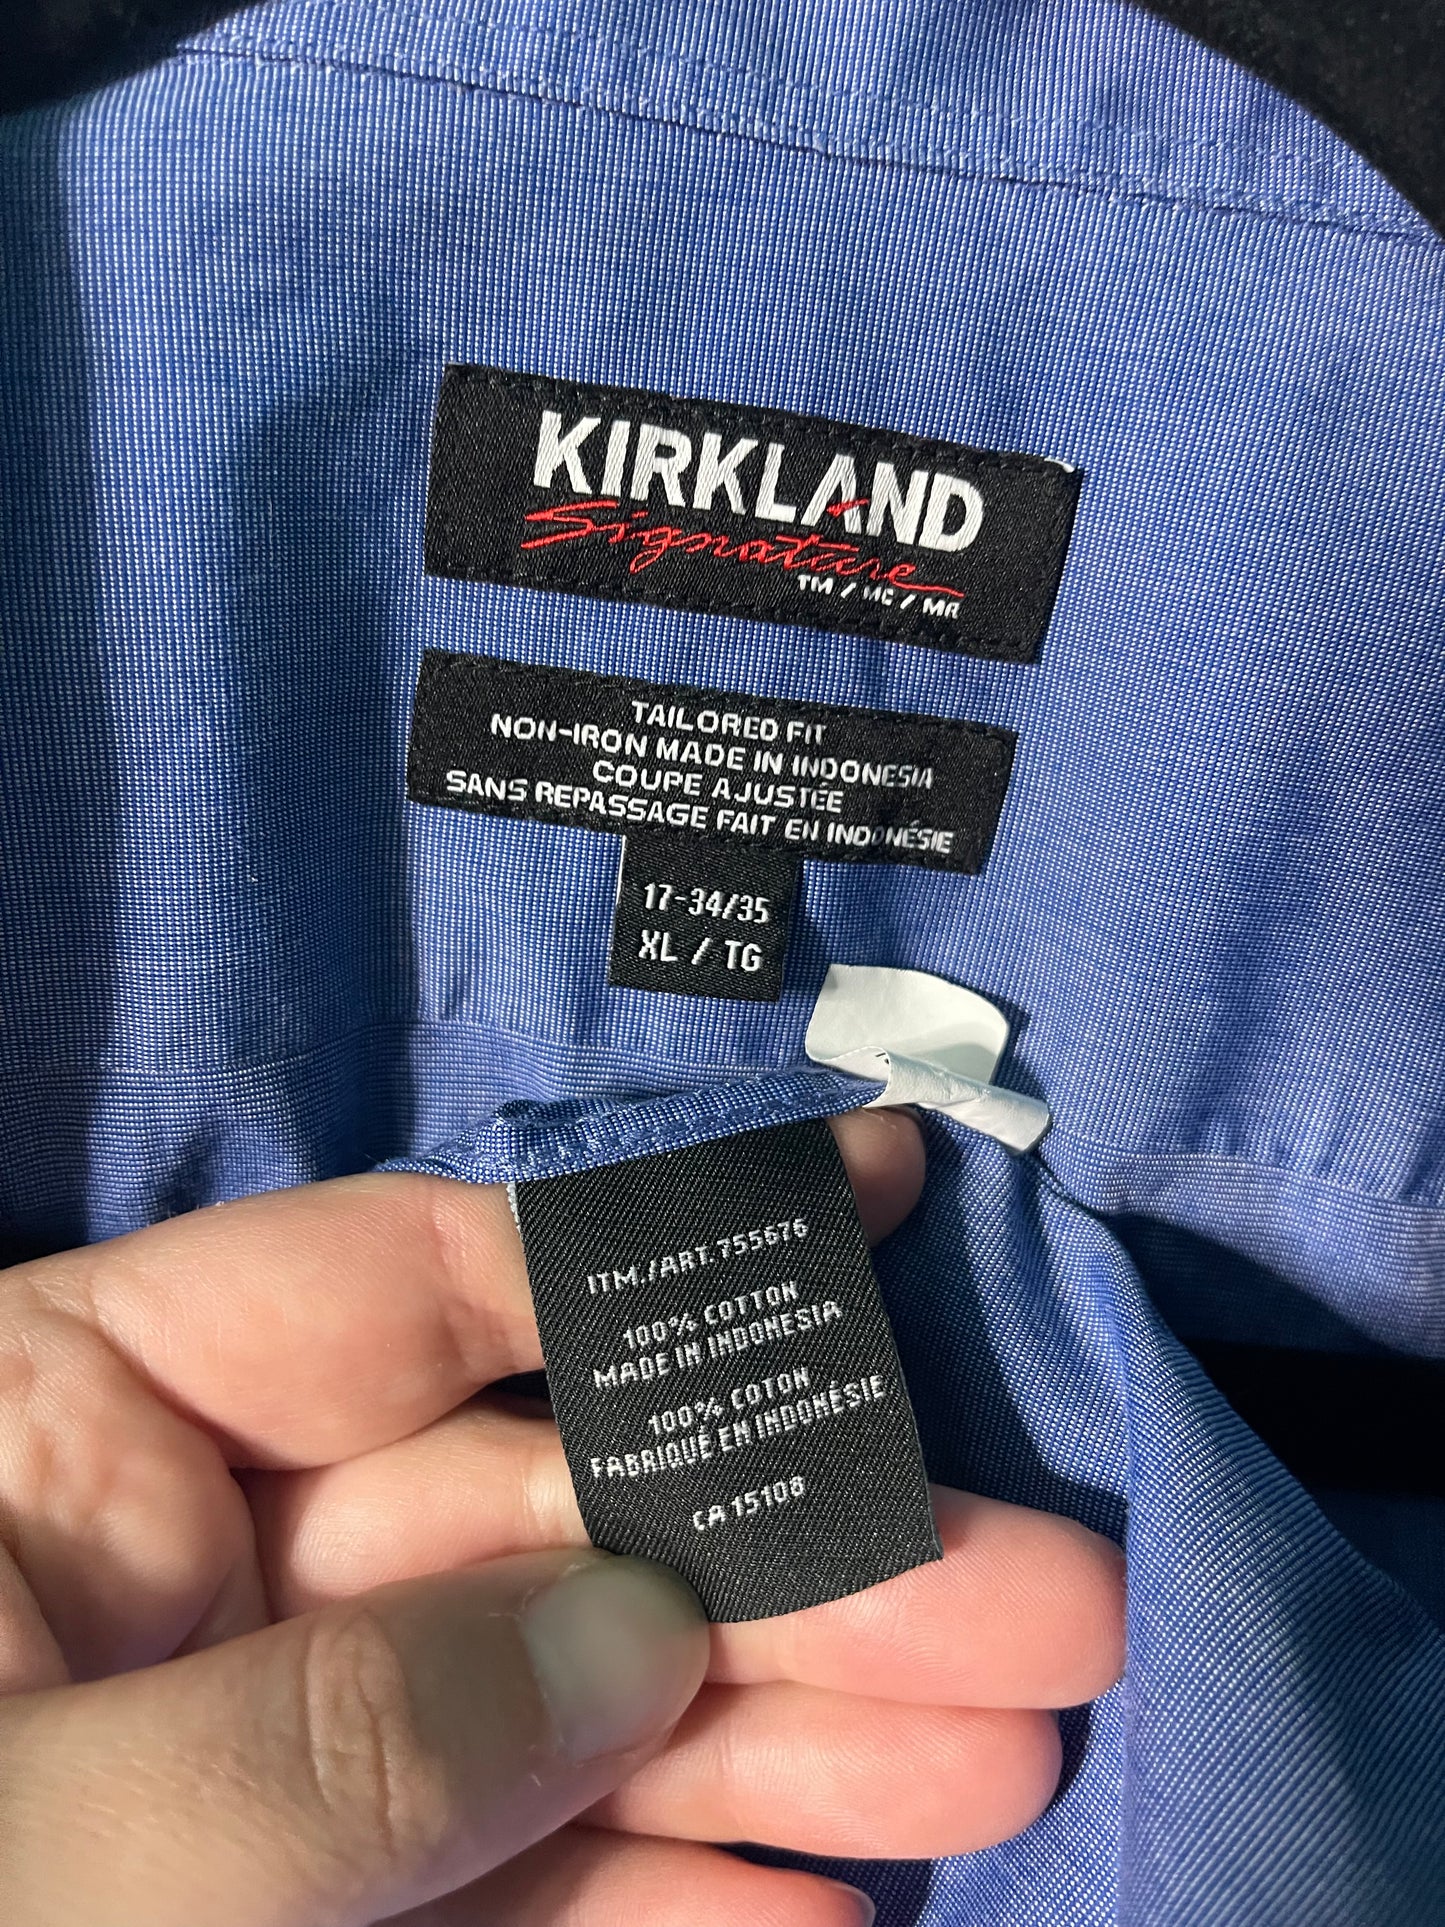 KIRKLAND
Signature
TM / MC / MR
TAILORED FIT
NON-IRON MADE IN INDONESIA
COUPE AJUSTÉE
SANS REPASSAGE FAIT EN INDONÉSIE
17-34/35
XL / TG
ITM./ART.755676
100% COTTON
MADE IN INDONESIA
100% COTON
FABRIQUÉ EN INDONÉSIE
CA 15108